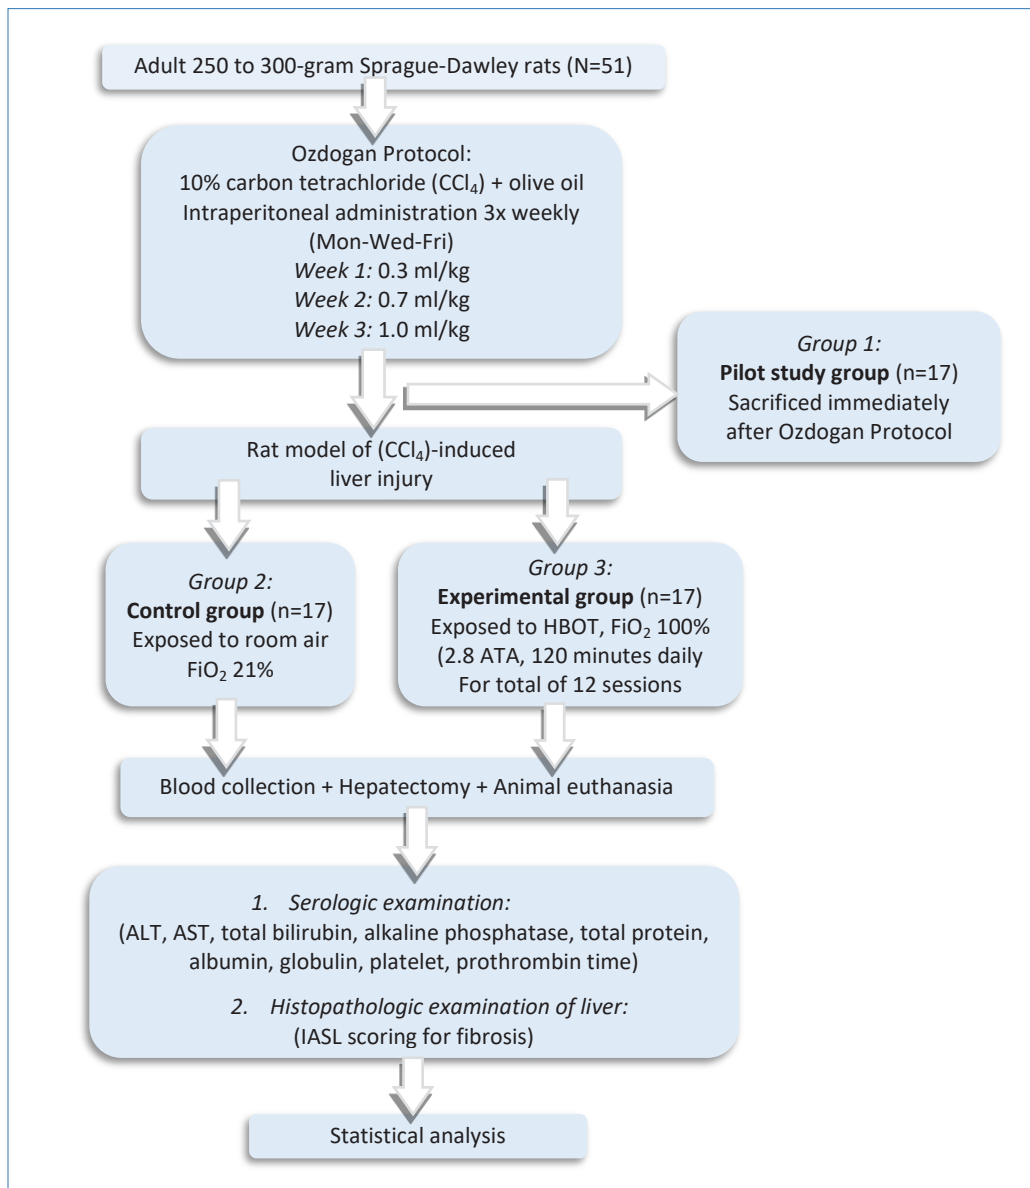 Adult 250 to 300-gram Sprague-Dawley rats (N=51)
Ozdogan Protocol:
10% carbon tetrachloride (CCl₄) + olive oil
Intraperitoneal administration 3x weekly
(Mon-Wed-Fri)
Week 1: 0.3 ml/kg
Week 2: 0.7 ml/kg
Week 3: 1.0 ml/kg
Group 1:
Pilot study group (n=17)
Sacrificed immediately
after Ozdogan Protocol
Rat model of (CCl₄)-induced
liver injury
Group 2:
Control group (n=17)
Exposed to room air
FiO₂ 21%
Group 3:
Experimental group (n=17)
Exposed to HBOT, FiO₂ 100%
(2.8 ATA, 120 minutes daily
For total of 12 sessions
Blood collection + Hepatectomy + Animal euthanasia
1. Serologic examination:
(ALT, AST, total bilirubin, alkaline phosphatase, total protein,
albumin, globulin, platelet, prothrombin time)
2. Histopathologic examination of liver:
(IASL scoring for fibrosis)
Statistical analysis